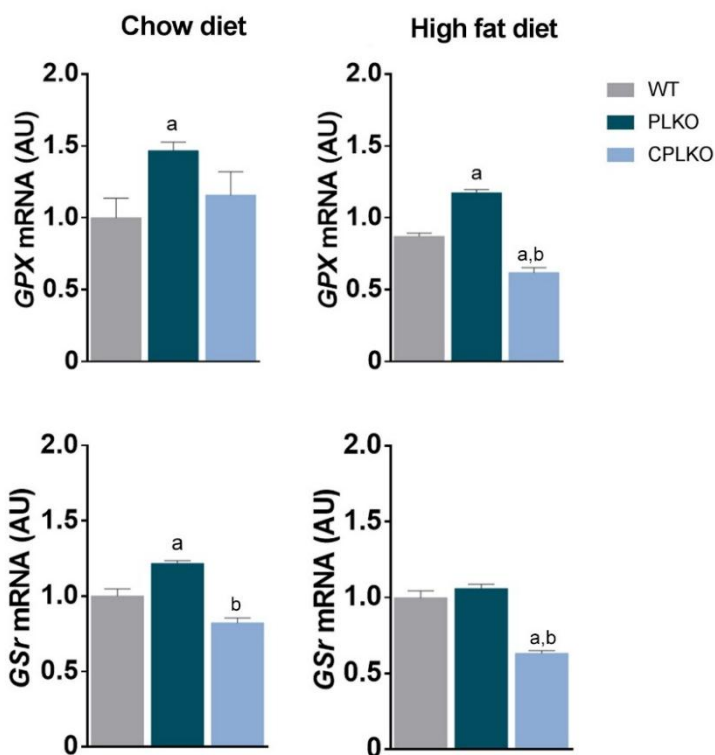 Chow diet
High fat diet
WT
PLKO
CPLKO
GPX mRNA (AU)
2.0
1.5
1.0
0.5
0
a
GPX mRNA (AU)
2.0
1.5
1.0
0.5
0
a
a,b
GSr mRNA (AU)
2.0
1.5
1.0
0.5
0
a
b
GSr mRNA (AU)
2.0
1.5
1.0
0.5
0
a,b